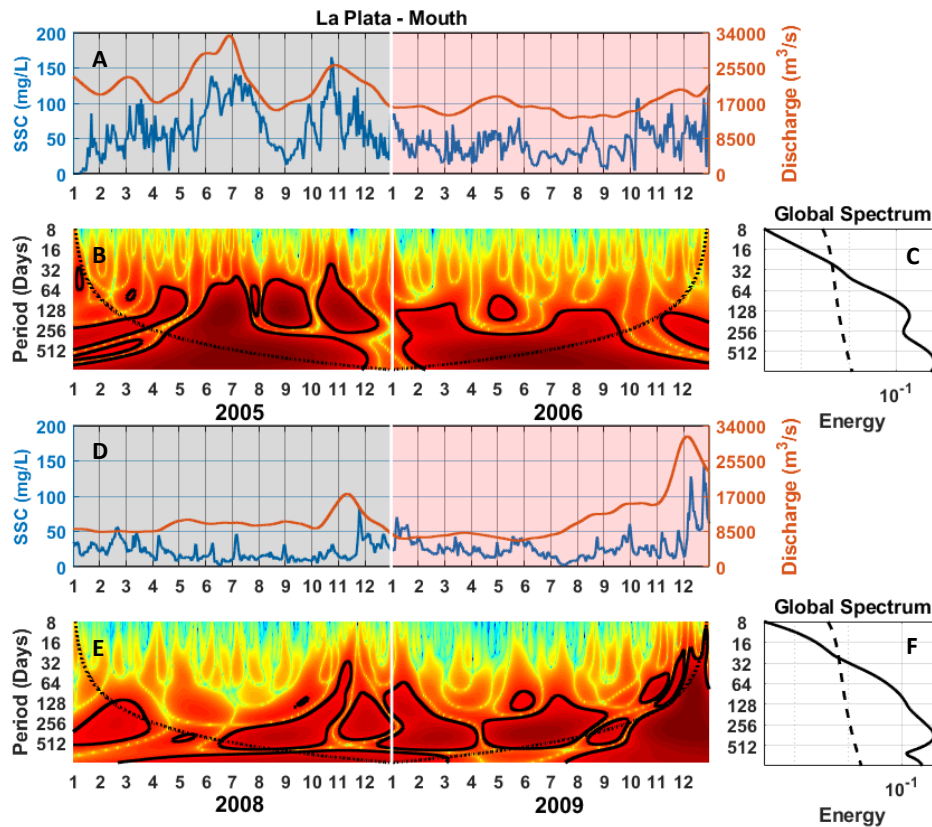 La Plata - Mouth
A
SSC (mg/L)
200
150
100
50
0
Discharge (m³/s)
34000
25500
17000
8500
0
1 2 3 4 5 6 7 8 9 10 11 12 1 2 3 4 5 6 7 8 9 10 11 12
B
Period (Days)
8
16
32
64
128
256
512
1 2 3 4 5 6 7 8 9 10 11 12 1 2 3 4 5 6 7 8 9 10 11 12
2005 2006
Global Spectrum
C
8
16
32
64
128
256
512
10⁻¹
Energy
D
SSC (mg/L)
200
150
100
50
0
Discharge (m³/s)
34000
25500
17000
8500
0
1 2 3 4 5 6 7 8 9 10 11 12 1 2 3 4 5 6 7 8 9 10 11 12
E
Period (Days)
8
16
32
64
128
256
512
1 2 3 4 5 6 7 8 9 10 11 12 1 2 3 4 5 6 7 8 9 10 11 12
2008 2009
Global Spectrum
F
8
16
32
64
128
256
512
10⁻¹
Energy